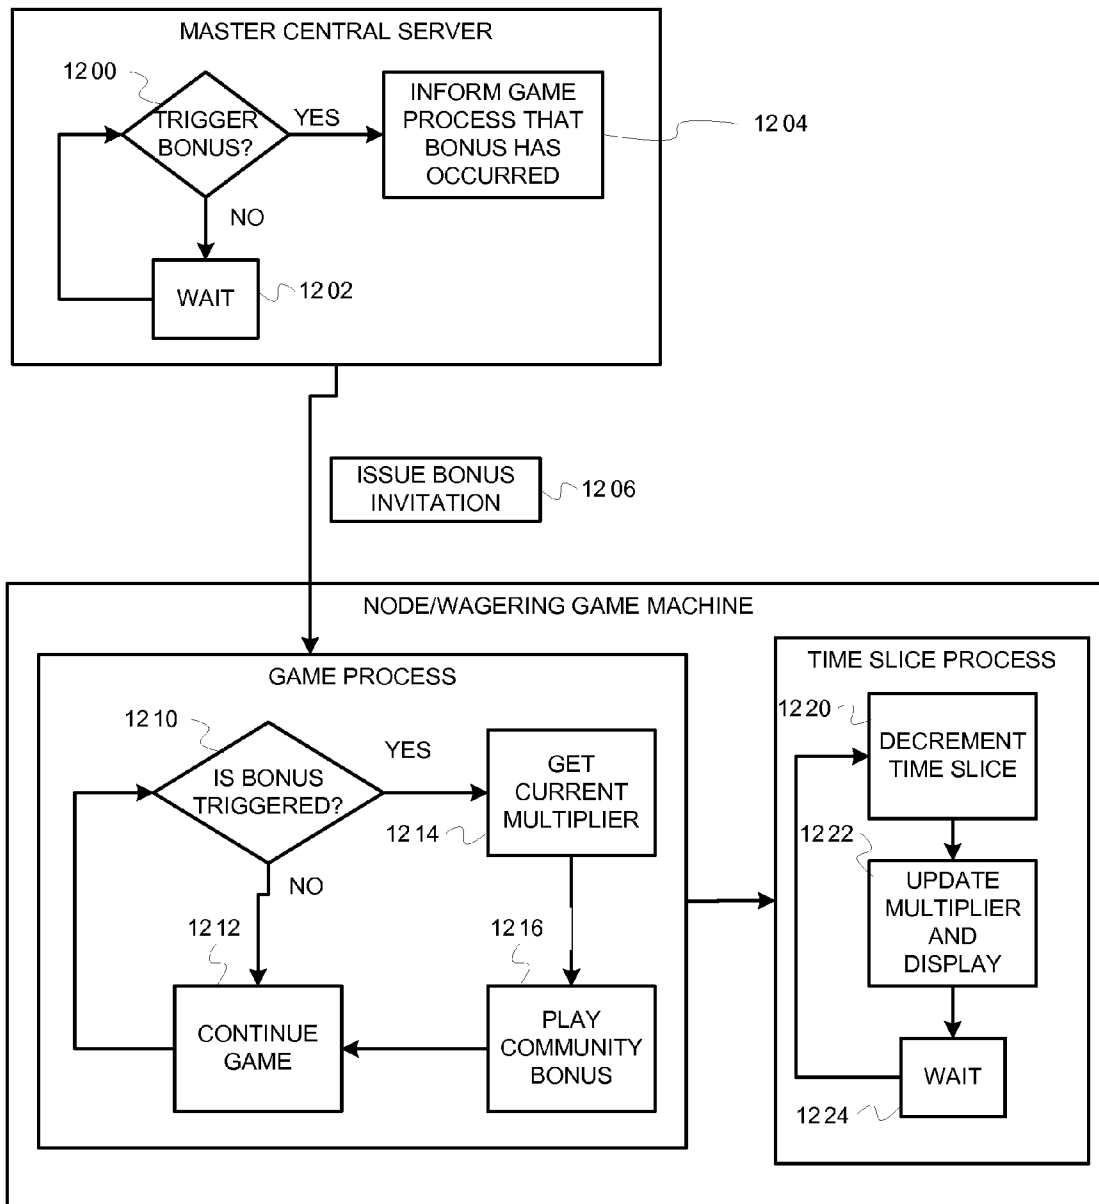 MASTER CENTRAL SERVER
1200
TRIGGER
BONUS?
YES
INFORM GAME
PROCESS THAT
BONUS HAS
OCCURRED
1204
NO
WAIT
1202
ISSUE BONUS
INVITATION
1206
NODE/WAGERING GAME MACHINE
GAME PROCESS
1210
IS BONUS
TRIGGERED?
YES
GET
CURRENT
MULTIPLIER
1214
NO
1212
CONTINUE
GAME
1216
PLAY
COMMUNITY
BONUS
TIME SLICE PROCESS
1220
DECREMENT
TIME SLICE
1222
UPDATE
MULTIPLIER
AND
DISPLAY
WAIT
1224